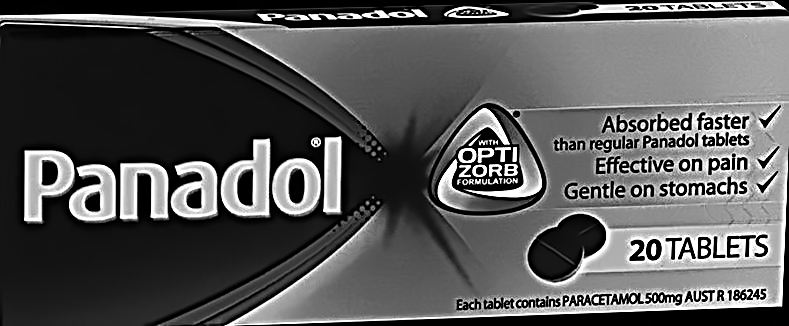 Panadol 20 TABLETS
Panadol®
WITH
OPTI
ZORB
FORMULATION
Absorbed faster
than regular Panadol tablets
Effective on pain
Gentle on stomachs
20 TABLETS
Each tablet contains PARACETAMOL 500mg AUST R 186245